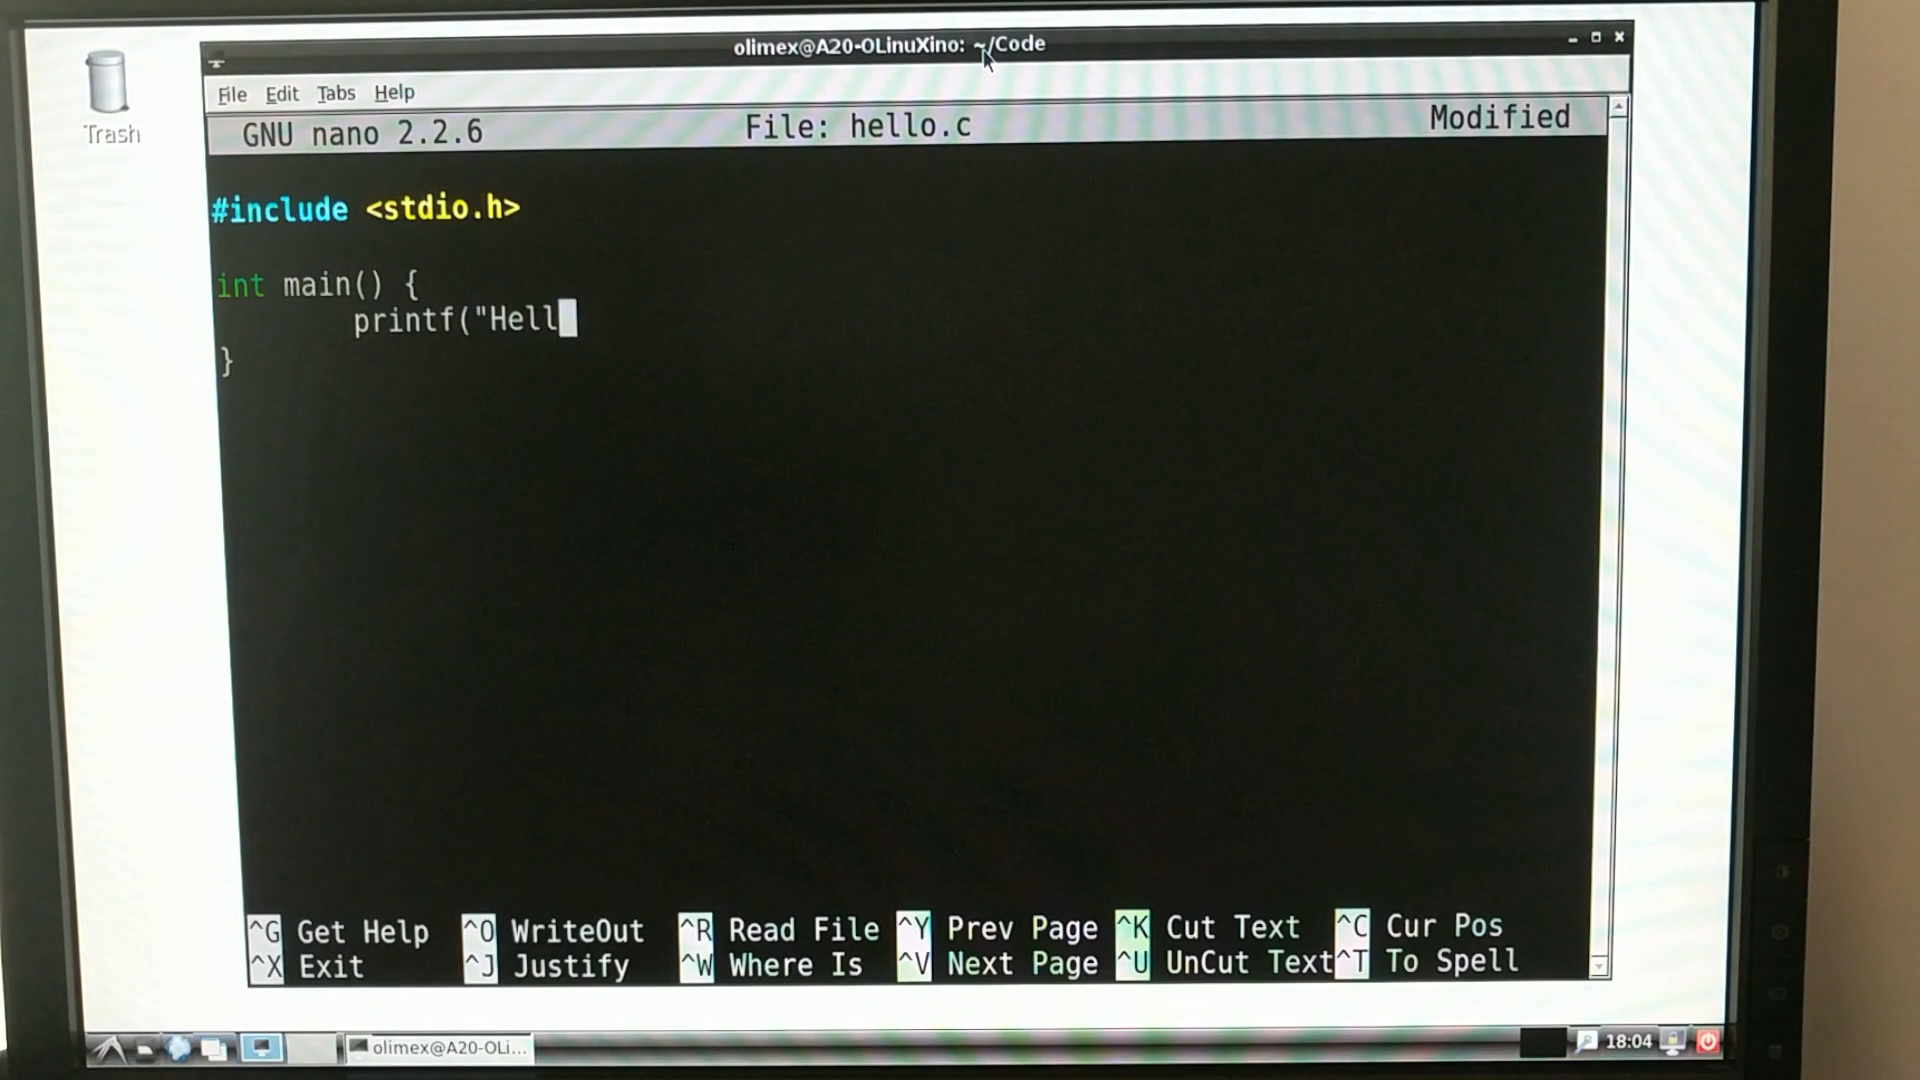 olimex@A20-OLinuXino: ~/Code
File Edit Tabs Help
Trash
GNU nano 2.2.6 File: hello.c Modified
#include <stdio.h>
int main() {
printf("Hell
}
^G Get Help ^O WriteOut ^R Read File ^Y Prev Page ^K Cut Text ^C Cur Pos
^X Exit ^J Justify ^W Where Is ^V Next Page ^U UnCut Text ^T To Spell
olimex@A20-OLi... 18:04